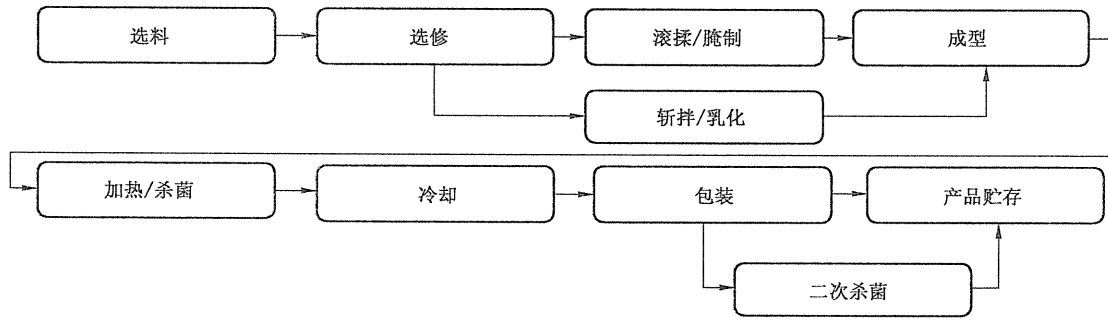 选料
选修
滚揉/腌制
成型
斩拌/乳化
加热/杀菌
冷却
包装
产品贮存
二次杀菌